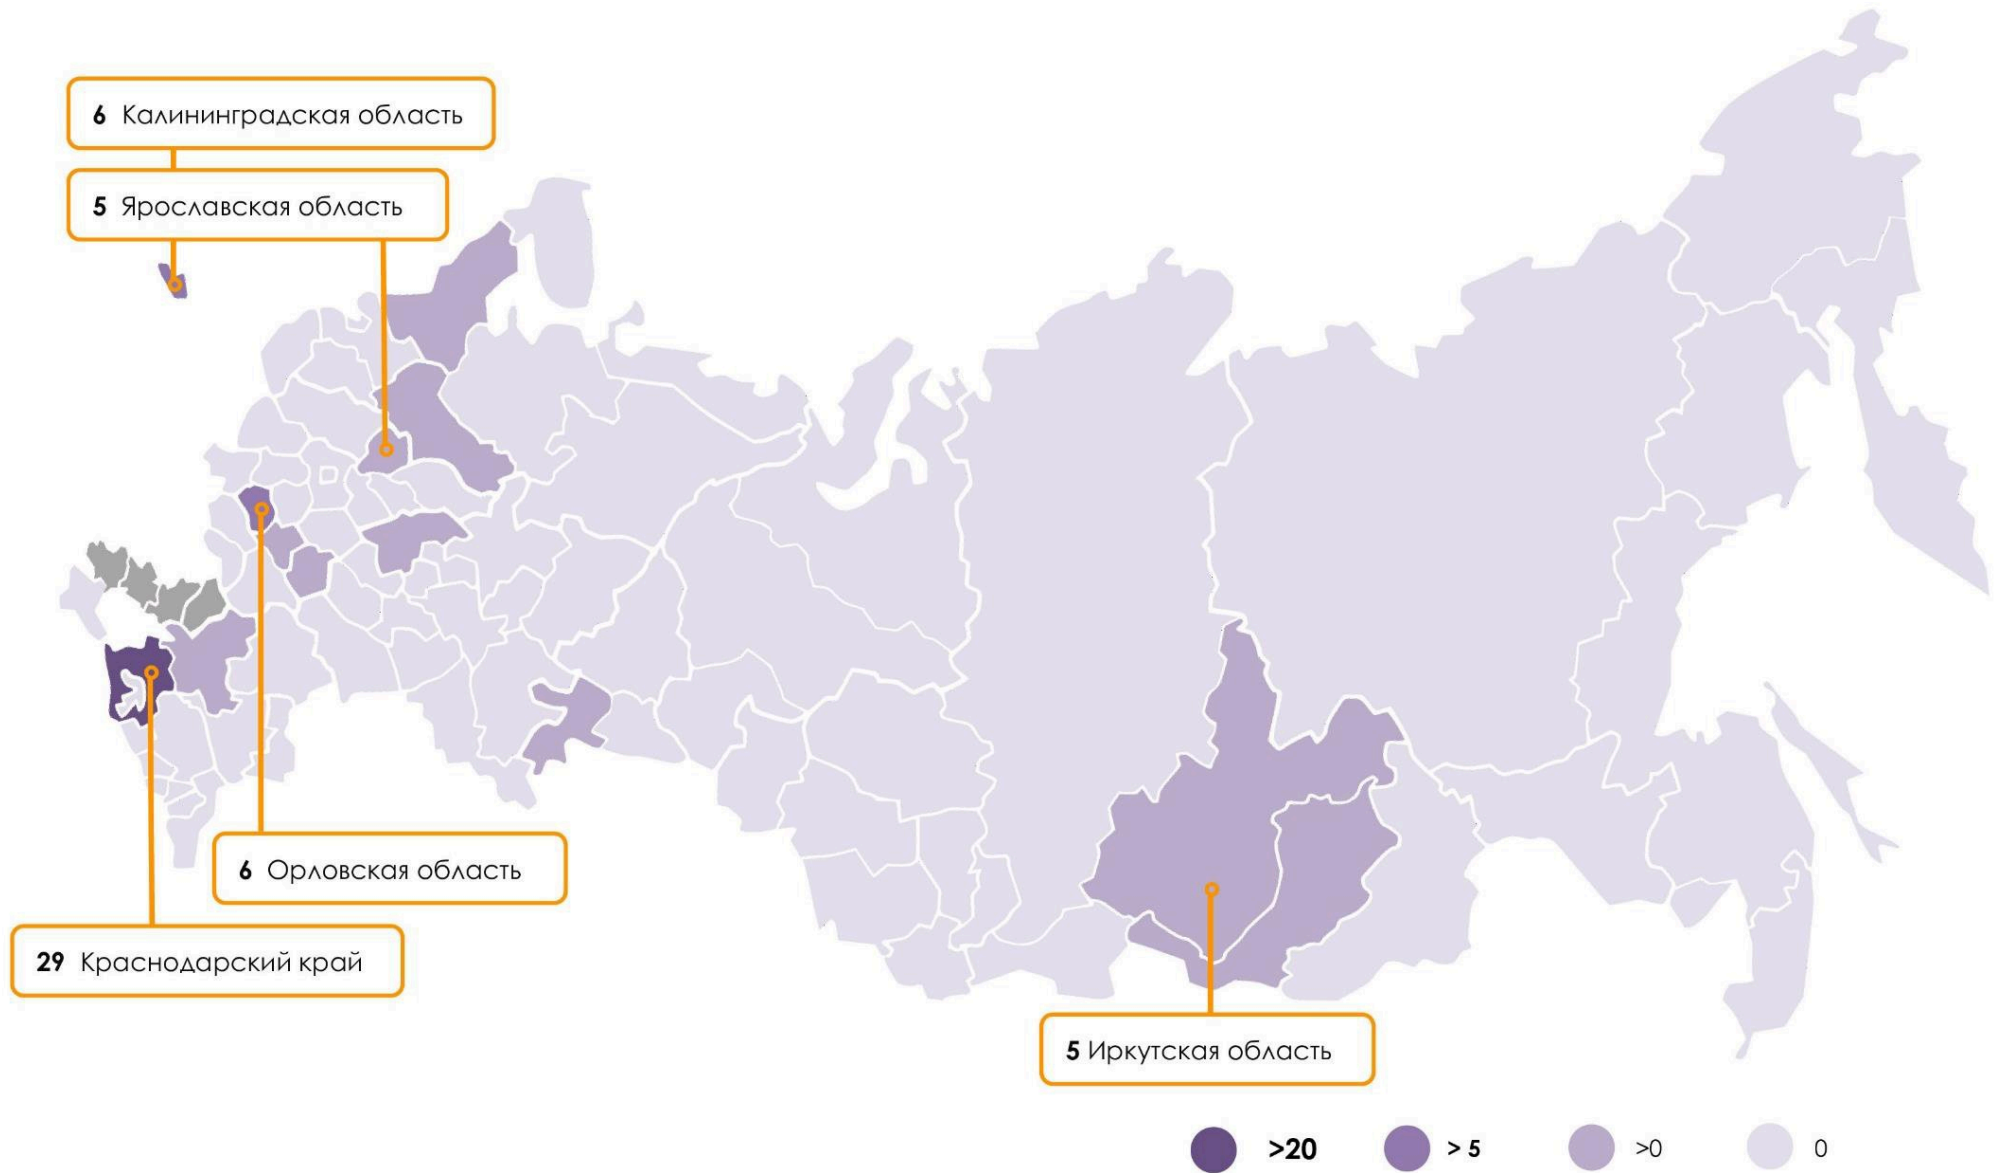 6 Калининградская область
5 Ярославская область
6 Орловская область
29 Краснодарский край
5 Иркутская область
>20 > 5 >0 0